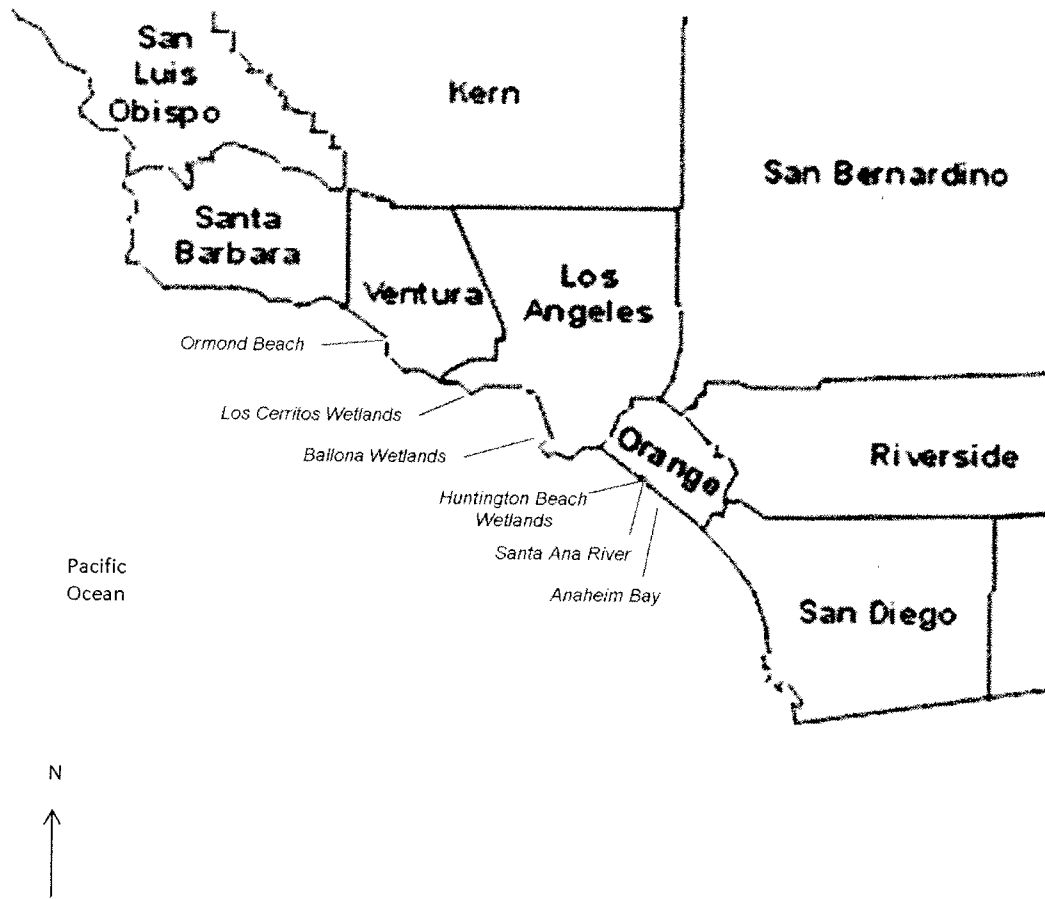 San
Luis
Obispo
Kern
San Bernardino
Santa
Barbara
Ventura
Los
Angeles
Ormond Beach
Los Cerritos Wetlands
Ballona Wetlands
Orange
Riverside
Huntington Beach
Wetlands
Santa Ana River
Anaheim Bay
Pacific
Ocean
San Diego
N